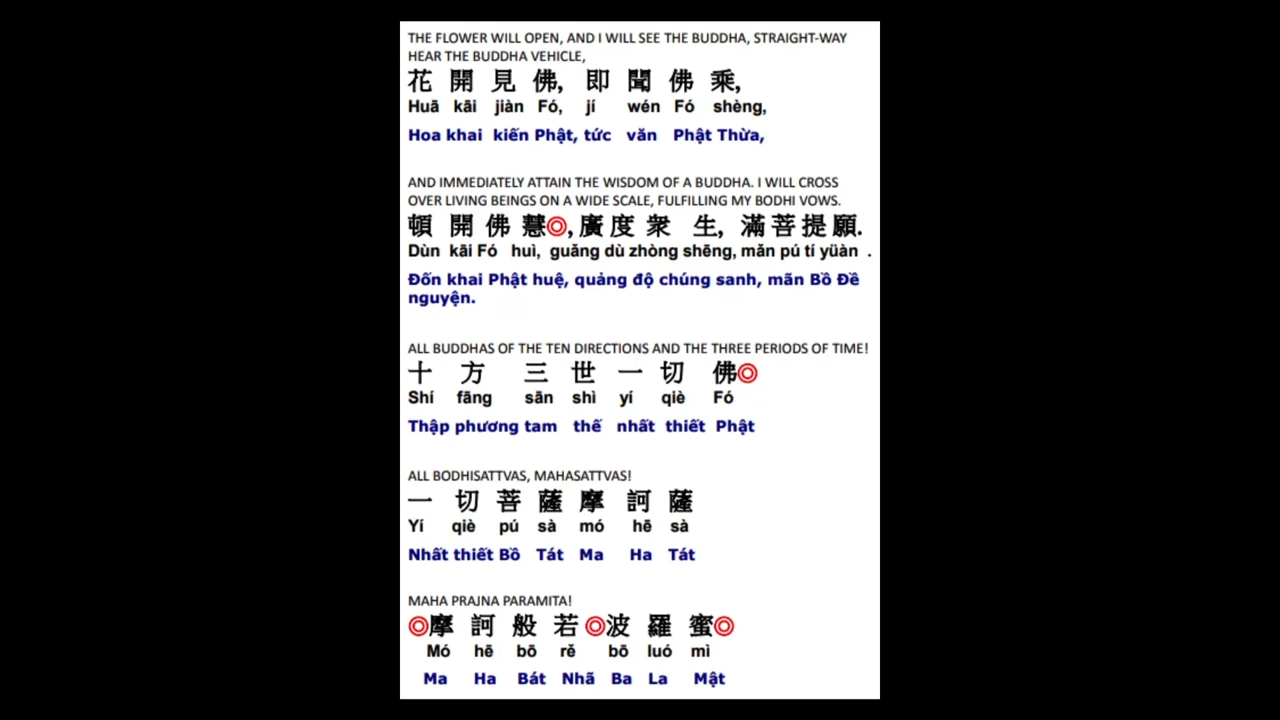 THE FLOWER WILL OPEN, AND I WILL SEE THE BUDDHA, STRAIGHT-WAY
HEAR THE BUDDHA VEHICLE,
花 開 見 佛, 即 聞 佛 乘,
Huā kāi jiàn Fó, jí wén Fó shèng,
Hoa khai kiến Phật, tức văn Phật Thừa,
AND IMMEDIATELY ATTAIN THE WISDOM OF A BUDDHA. I WILL CROSS
OVER LIVING BEINGS ON A WIDE SCALE, FULFILLING MY BODHI VOWS.
頓 開 佛 慧◎, 廣 度 衆 生, 滿 菩 提 願.
Dùn kāi Fó huì, guǎng dù zhòng shēng, mǎn pú tí yüàn .
Đốn khai Phật huệ, quảng độ chúng sanh, mãn Bồ Đề
nguyện.
ALL BUDDHAS OF THE TEN DIRECTIONS AND THE THREE PERIODS OF TIME!
十 方 三 世 一 切 佛◎
Shí fāng sān shì yí qiè Fó
Thập phương tam thế nhất thiết Phật
ALL BODHISATTVAS, MAHASATTVAS!
一 切 菩 薩 摩 訶 薩
Yí qiè pú sà mó hē sà
Nhất thiết Bồ Tát Ma Ha Tát
MAHA PRAJNA PARAMITA!
◎摩 訶 般 若 ◎波 羅 蜜◎
Mó hē bō rě bō luó mì
Ma Ha Bát Nhã Ba La Mật